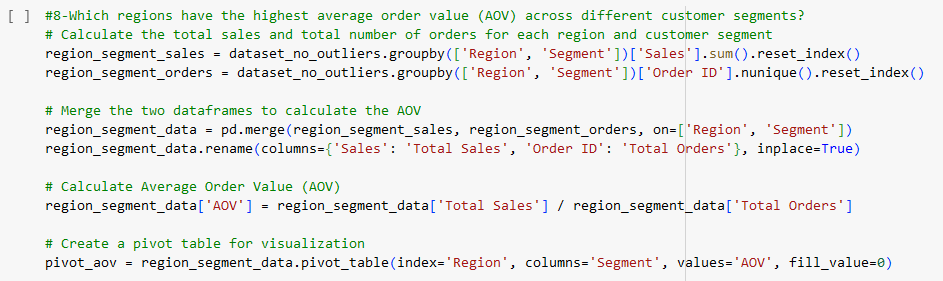 [ ] #8-Which regions have the highest average order value (AOV) across different customer segments?
# Calculate the total sales and total number of orders for each region and customer segment
region_segment_sales = dataset_no_outliers.groupby(['Region', 'Segment'])['Sales'].sum().reset_index()
region_segment_orders = dataset_no_outliers.groupby(['Region', 'Segment'])['Order ID'].nunique().reset_index()
# Merge the two dataframes to calculate the AOV
region_segment_data = pd.merge(region_segment_sales, region_segment_orders, on=['Region', 'Segment'])
region_segment_data.rename(columns={'Sales': 'Total Sales', 'Order ID': 'Total Orders'}, inplace=True)
# Calculate Average Order Value (AOV)
region_segment_data['AOV'] = region_segment_data['Total Sales'] / region_segment_data['Total Orders']
# Create a pivot table for visualization
pivot_aov = region_segment_data.pivot_table(index='Region', columns='Segment', values='AOV', fill_value=0)